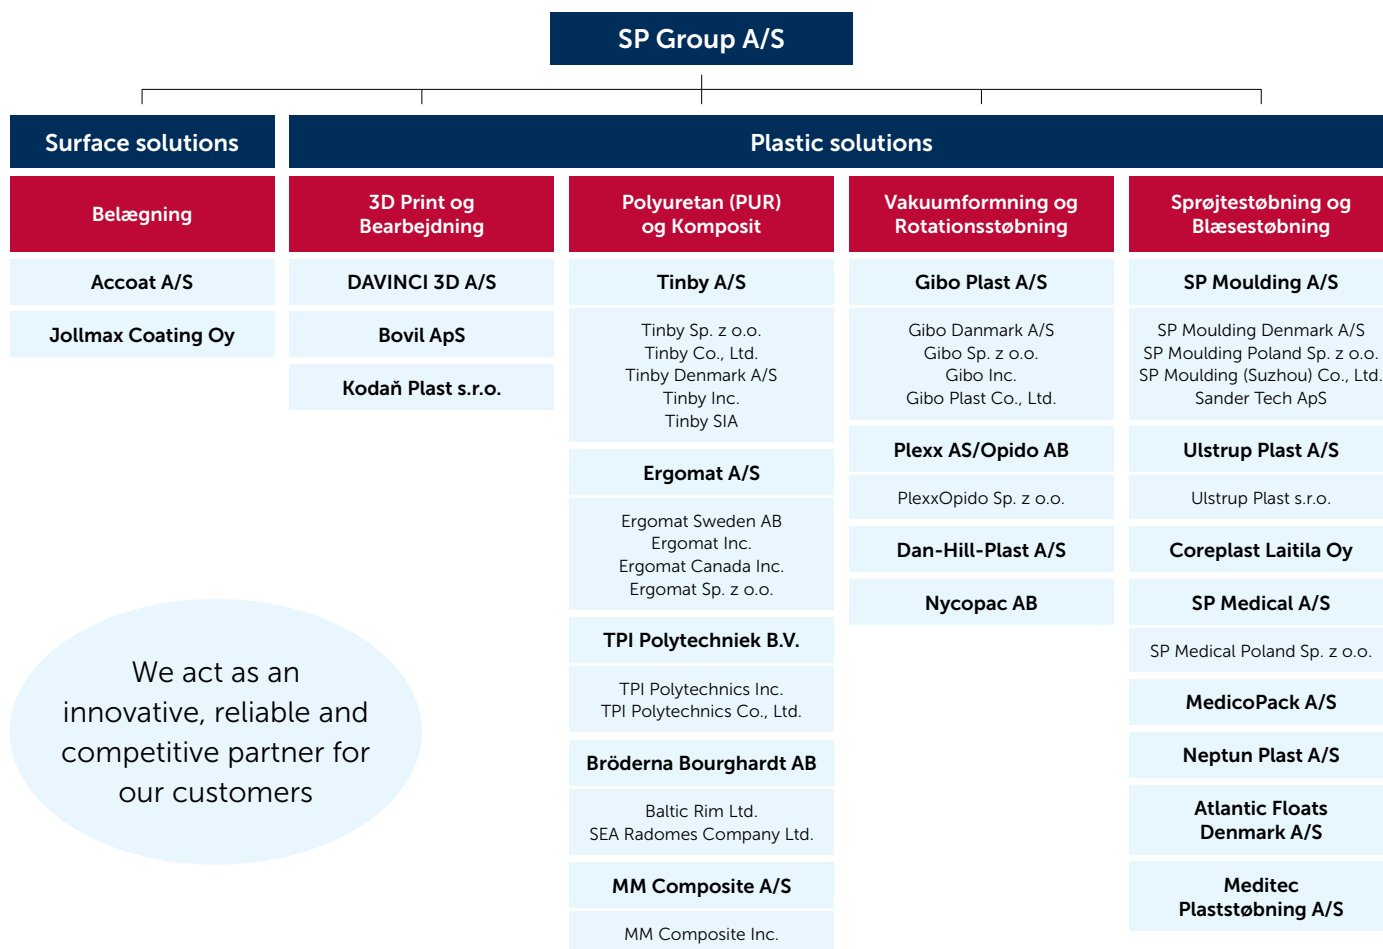 SP Group A/S
Surface solutions
Plastic solutions
Belægning
Accoat A/S
Jollmax Coating Oy
3D Print og
Bearbejdning
DAVINCI 3D A/S
Bovil ApS
Kodaň Plast s.r.o.
Polyuretan (PUR)
og Komposit
Tinby A/S
Tinby Sp. z o.o.
Tinby Co., Ltd.
Tinby Denmark A/S
Tinby Inc.
Tinby SIA
Ergomat A/S
Ergomat Sweden AB
Ergomat Inc.
Ergomat Canada Inc.
Ergomat Sp. z o.o.
TPI Polytechniek B.V.
TPI Polytechnics Inc.
TPI Polytechnics Co., Ltd.
Bröderna Bourghardt AB
Baltic Rim Ltd.
SEA Radomes Company Ltd.
MM Composite A/S
MM Composite Inc.
Vakuumformning og
Rotationsstøbning
Gibo Plast A/S
Gibo Danmark A/S
Gibo Sp. z o.o.
Gibo Inc.
Gibo Plast Co., Ltd.
Plexx AS/Opido AB
PlexxOpido Sp. z o.o.
Dan-Hill-Plast A/S
Nycopac AB
Sprøjtestøbning og
Blæsestøbning
SP Moulding A/S
SP Moulding Denmark A/S
SP Moulding Poland Sp. z o.o.
SP Moulding (Suzhou) Co., Ltd.
Sander Tech ApS
Ulstrup Plast A/S
Ulstrup Plast s.r.o.
Coreplast Laitila Oy
SP Medical A/S
SP Medical Poland Sp. z o.o.
MedicoPack A/S
Neptun Plast A/S
Atlantic Floats
Denmark A/S
Meditec
Plaststøbning A/S
We act as an
innovative, reliable and
competitive partner for
our customers